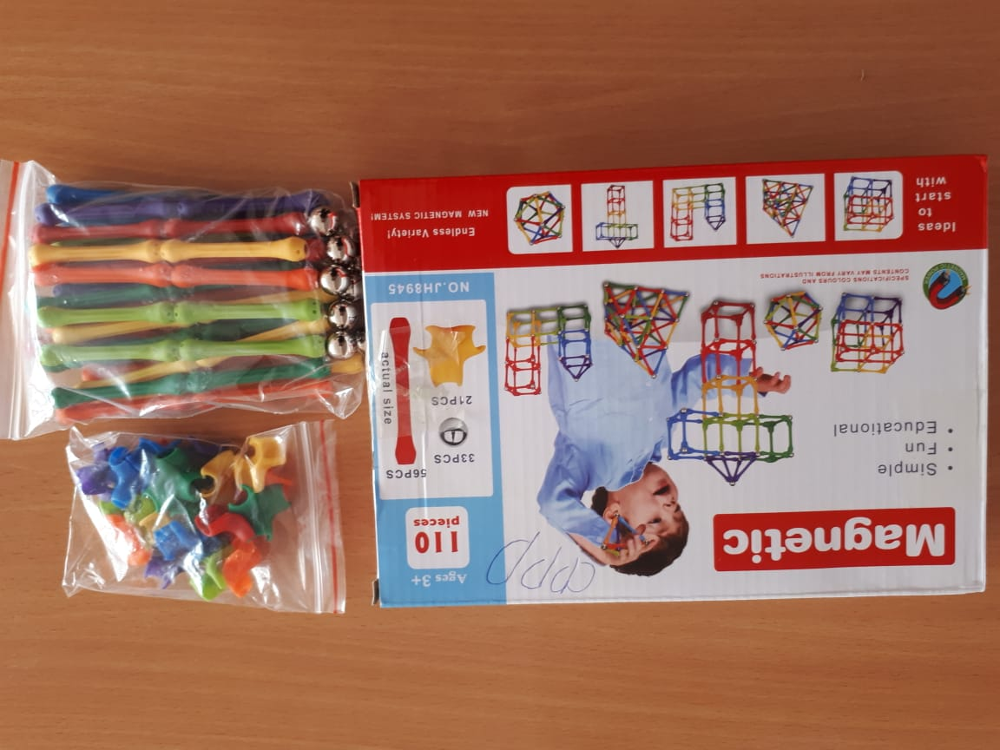 Magnetic
• Simple
• Fun
• Educational
Ages 3+
110
pieces
56PCS
33PCS
21PCS
actual size
NO.JH8945
SPECIFICATIONS COLOURS AND
CONTENTS MAY VARY FROM ILLUSTRATIONS
Ideas
to
start
with
Endless Variety!
NEW MAGNETIC SYSTEM!